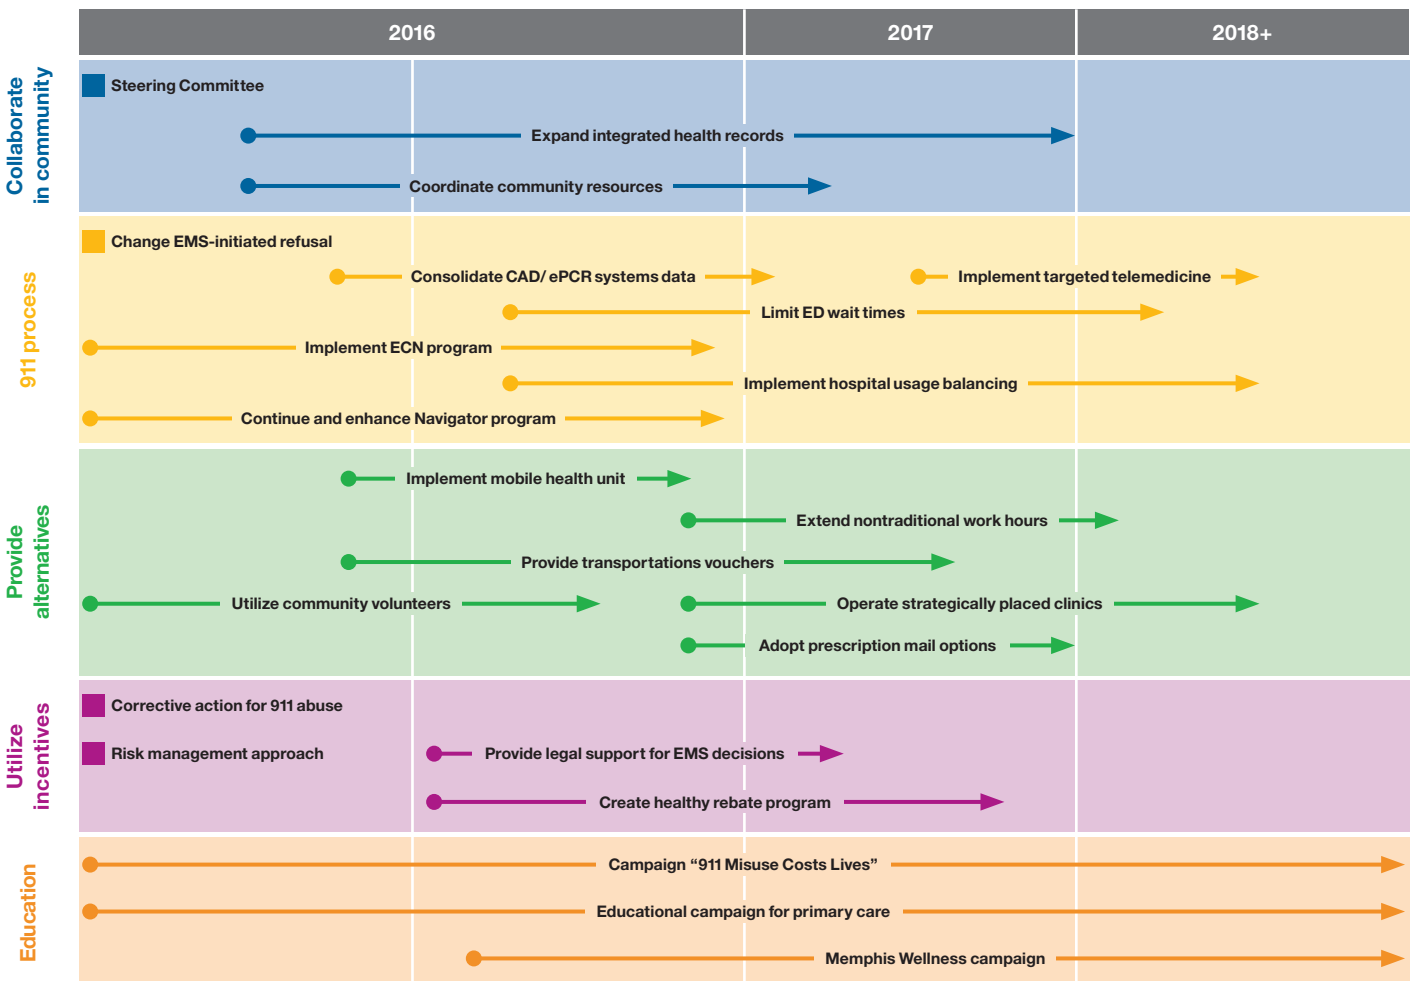 2016
2017
2018+
Collaborate
in community
Steering Committee
Expand integrated health records
Coordinate community resources
911 process
Change EMS-initiated refusal
Consolidate CAD/ ePCR systems data
Implement targeted telemedicine
Limit ED wait times
Implement ECN program
Implement hospital usage balancing
Continue and enhance Navigator program
Provide
alternatives
Implement mobile health unit
Extend nontraditional work hours
Provide transportations vouchers
Utilize community volunteers
Operate strategically placed clinics
Adopt prescription mail options
Utilize
incentives
Corrective action for 911 abuse
Risk management approach
Provide legal support for EMS decisions
Create healthy rebate program
Education
Campaign “911 Misuse Costs Lives”
Educational campaign for primary care
Memphis Wellness campaign